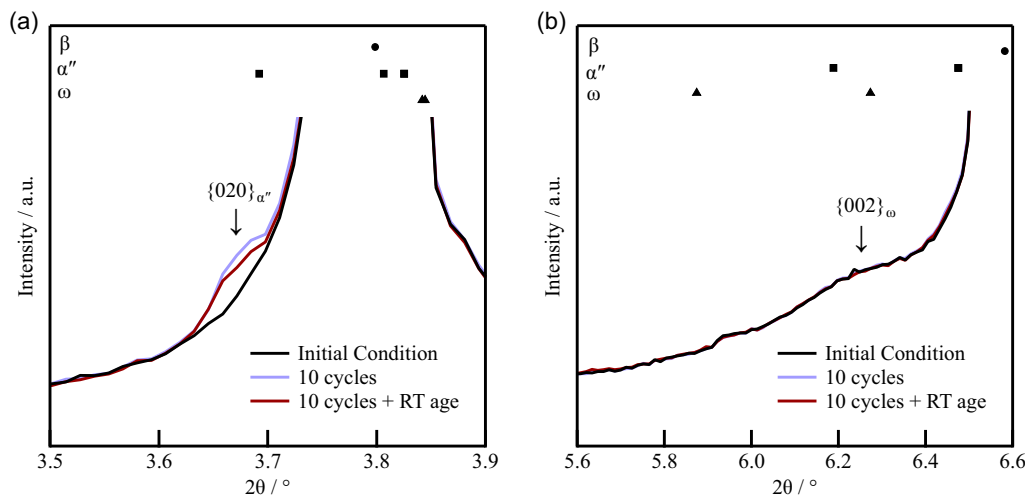 (a)
β
α″
ω
{020}α″
Intensity / a.u.
Initial Condition
10 cycles
10 cycles + RT age
3.5 3.6 3.7 3.8 3.9
2θ / °
(b)
β
α″
ω
{002}ω
Intensity / a.u.
Initial Condition
10 cycles
10 cycles + RT age
5.6 5.8 6.0 6.2 6.4 6.6
2θ / °